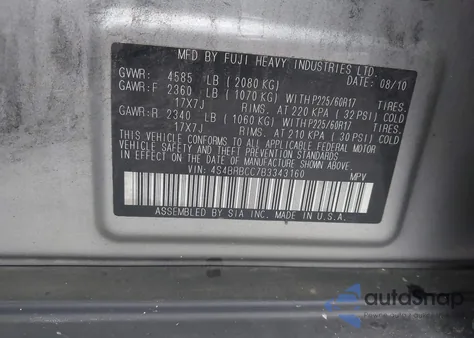 MFD. BY FUJI HEAVY INDUSTRIES LTD. 08/10
GVWR: 4585 LB (2080 KG)
GAWR:F 2360 LB (1070 KG) WITH P225/60R17 TIRES.
17X7J RIMS. AT 220 KPA (32 PSI) COLD
GAWR:R 2340 LB (1060 KG) WITH P225/60R17 TIRES.
17X7J RIMS. AT 210 KPA (30 PSI) COLD
THIS VEHICLE CONFORMS TO ALL APPLICABLE FEDERAL MOTOR
VEHICLE SAFETY, BUMPER, AND THEFT PREVENTION STANDARDS
IN EFFECT ON THE DATE OF MANUFACTURE SHOWN ABOVE.
VIN: 4S4BRBCC7B3343160 MPV
ASSEMBLED BY SIA INC. MADE IN U.S.A.
autoSnap